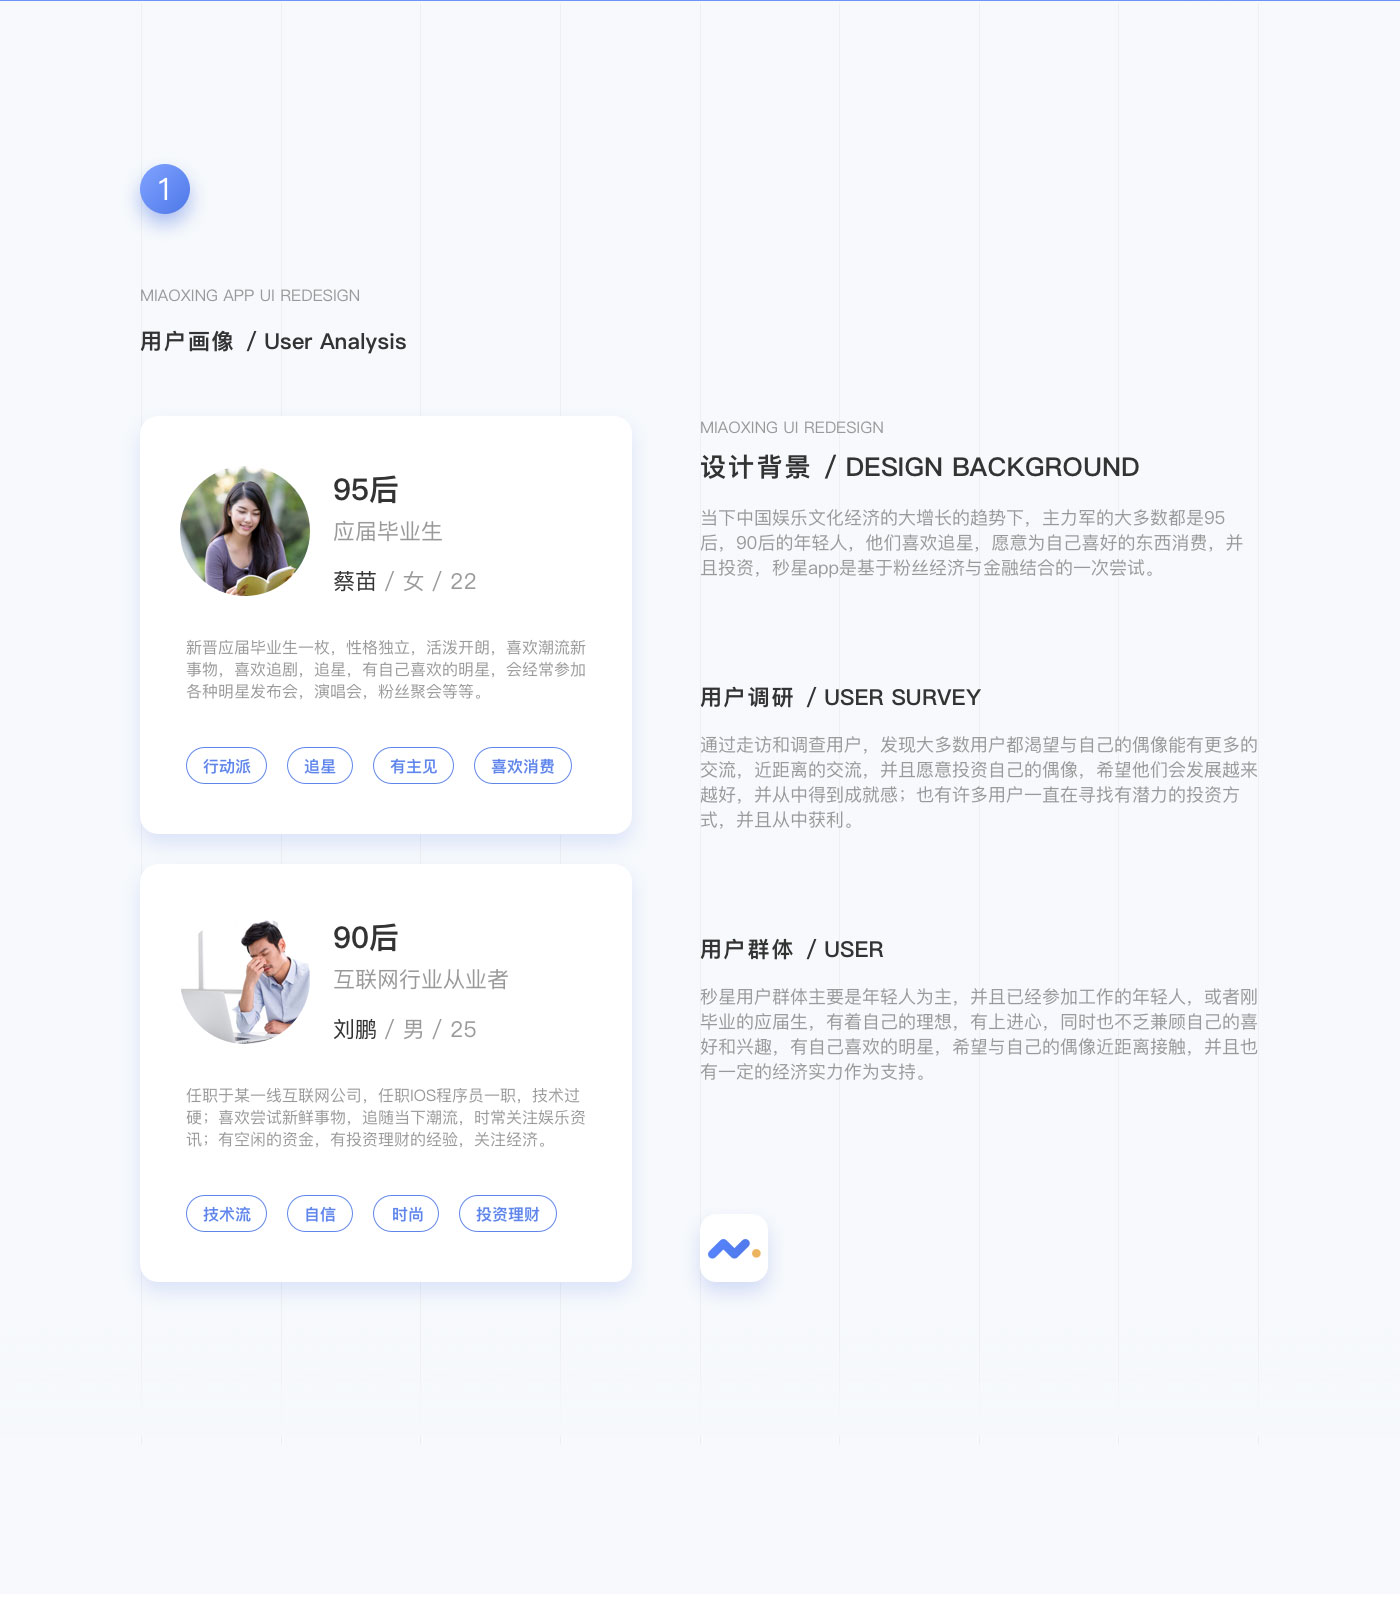 1
MIAOXING APP UI REDESIGN
用户画像 / User Analysis
95后
应届毕业生
蔡苗 / 女 / 22
新晋应届毕业生一枚，性格独立，活泼开朗，喜欢潮流新
事物，喜欢追剧，追星，有自己喜欢的明星，会经常参加
各种明星发布会，演唱会，粉丝聚会等等。
行动派 追星 有主见 喜欢消费
90后
互联网行业从业者
刘鹏 / 男 / 25
任职于某一线互联网公司，任职IOS程序员一职，技术过
硬；喜欢尝试新鲜事物，追随当下潮流，时常关注娱乐资
讯；有空闲的资金，有投资理财的经验，关注经济。
技术流 自信 时尚 投资理财
MIAOXING UI REDESIGN
设计背景 / DESIGN BACKGROUND
当下中国娱乐文化经济的大增长的趋势下，主力军的大多数都是95
后，90后的年轻人，他们喜欢追星，愿意为自己喜好的东西消费，并
且投资，秒星app是基于粉丝经济与金融结合的一次尝试。
用户调研 / USER SURVEY
通过走访和调查用户，发现大多数用户都渴望与自己的偶像能有更多的
交流，近距离的交流，并且愿意投资自己的偶像，希望他们会发展越来
越好，并从中得到成就感；也有许多用户一直在寻找有潜力的投资方
式，并且从中获利。
用户群体 / USER
秒星用户群体主要是年轻人为主，并且已经参加工作的年轻人，或者刚
毕业的应届生，有着自己的理想，有上进心，同时也不乏兼顾自己的喜
好和兴趣，有自己喜欢的明星，希望与自己的偶像近距离接触，并且也
有一定的经济实力作为支持。